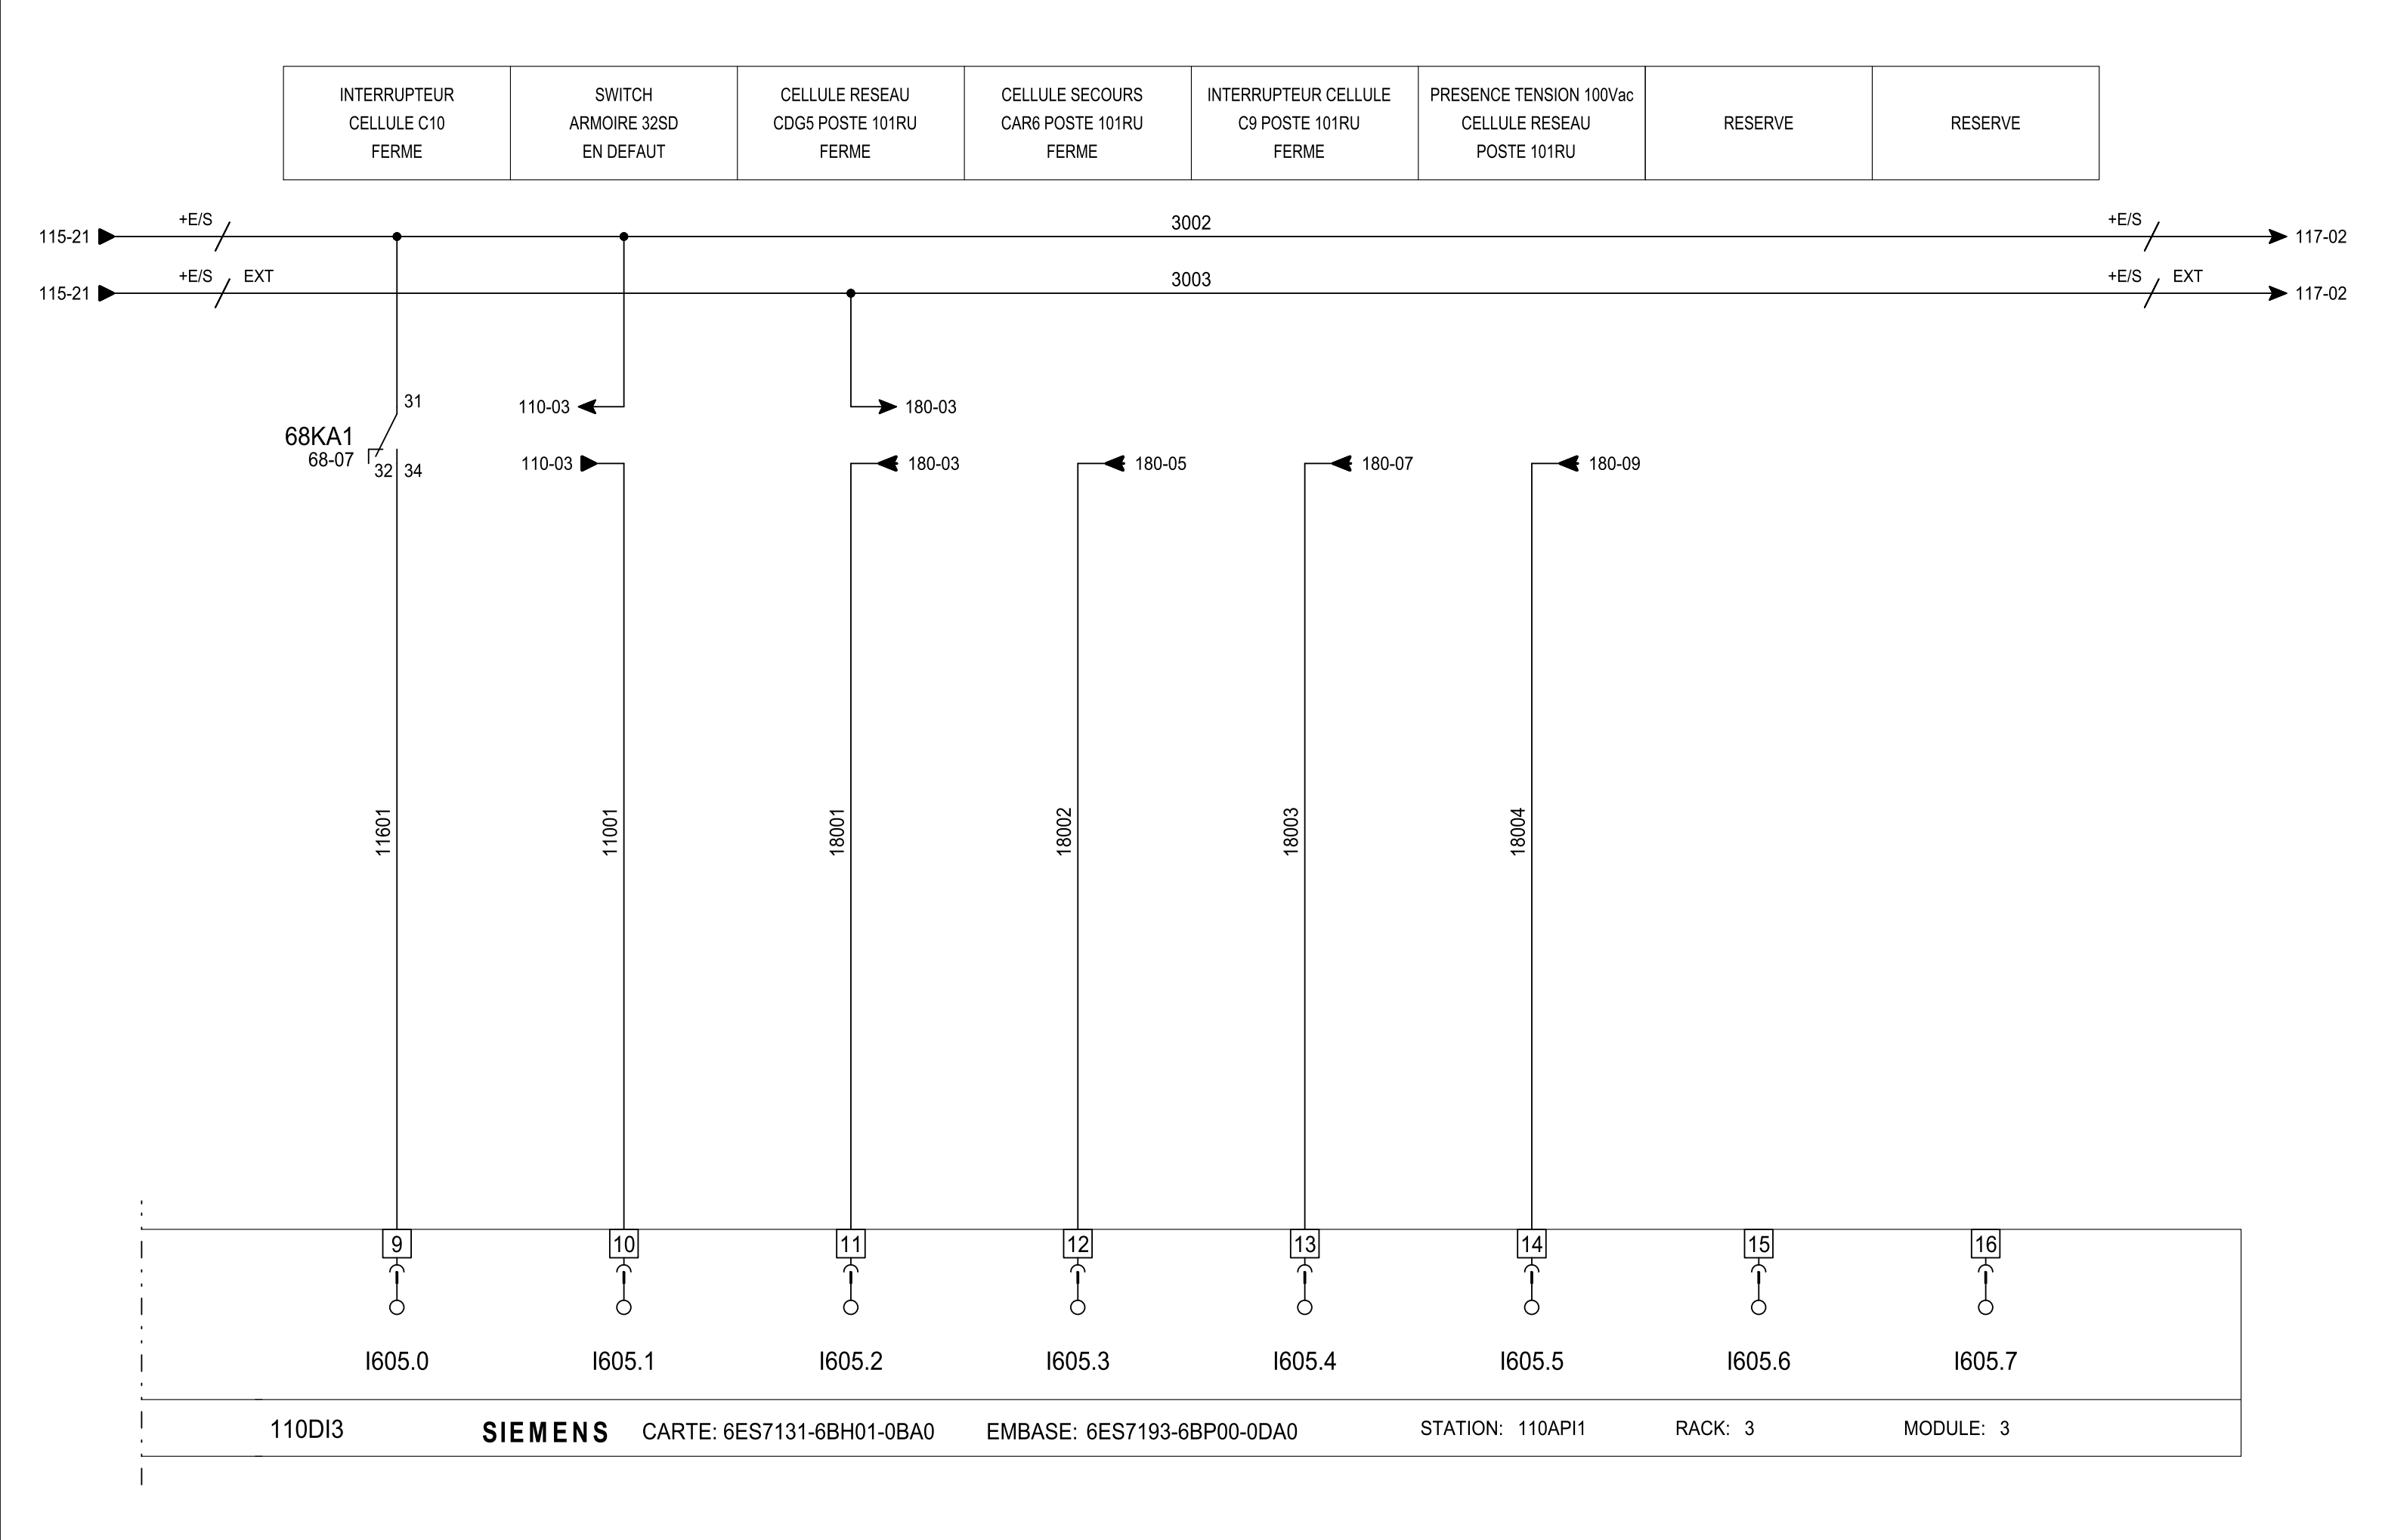 INTERRUPTEUR
CELLULE C10
FERME
SWITCH
ARMOIRE 32SD
EN DEFAUT
CELLULE RESEAU
CDG5 POSTE 101RU
FERME
CELLULE SECOURS
CAR6 POSTE 101RU
FERME
INTERRUPTEUR CELLULE
C9 POSTE 101RU
FERME
PRESENCE TENSION 100Vac
CELLULE RESEAU
POSTE 101RU
RESERVE
RESERVE
115-21 +E/S 3002 +E/S 117-02
115-21 +E/S EXT 3003 +E/S EXT 117-02
31
110-03 180-03
68KA1
68-07
32 34
110-03 180-03 180-05 180-07 180-09
11601 11001 18001 18002 18003 18004
9 10 11 12 13 14 15 16
I605.0 I605.1 I605.2 I605.3 I605.4 I605.5 I605.6 I605.7
110DI3 SIEMENS CARTE: 6ES7131-6BH01-0BA0 EMBASE: 6ES7193-6BP00-0DA0 STATION: 110API1 RACK: 3 MODULE: 3